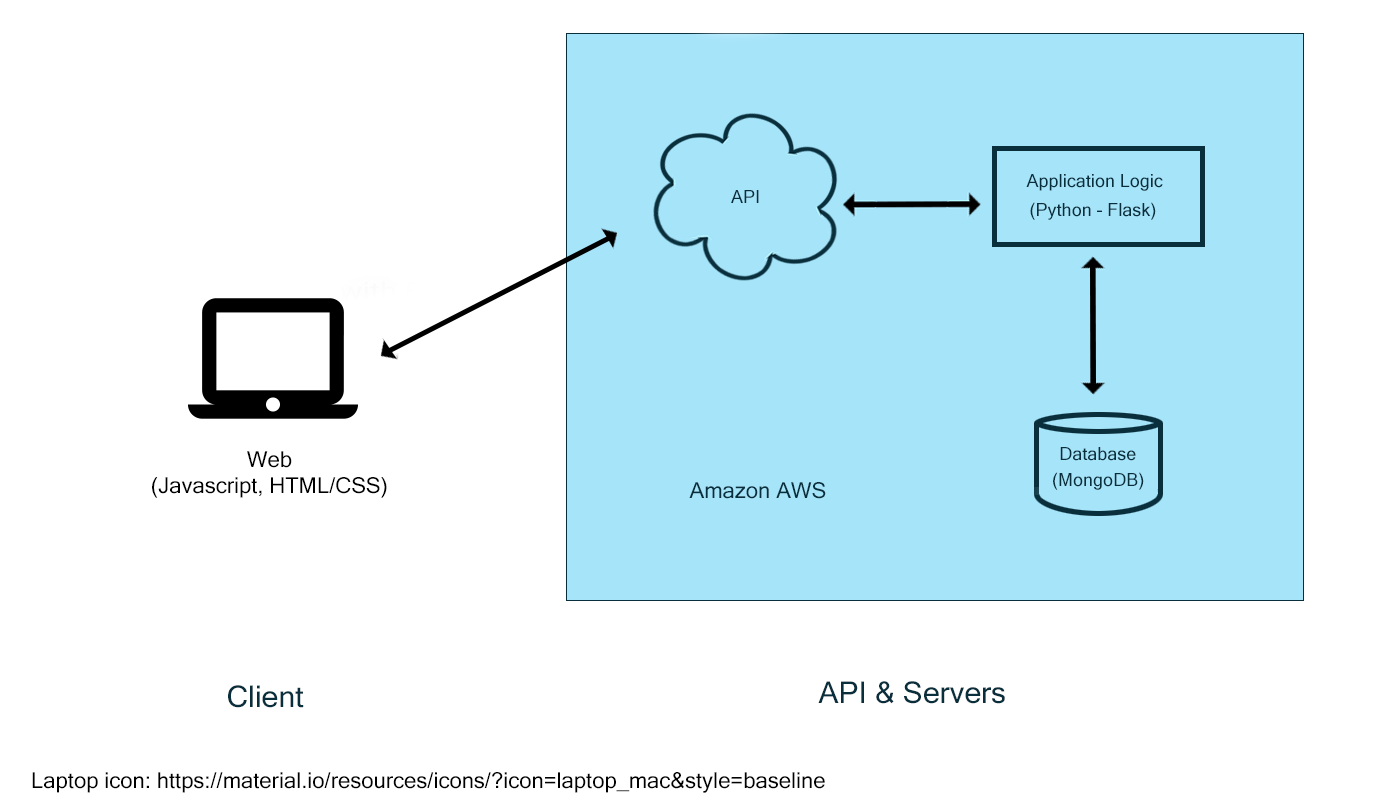 API
Application Logic
(Python - Flask)
Web
(Javascript, HTML/CSS)
Database
(MongoDB)
Amazon AWS
Client
API & Servers
Laptop icon: https://material.io/resources/icons/?icon=laptop_mac&style=baseline